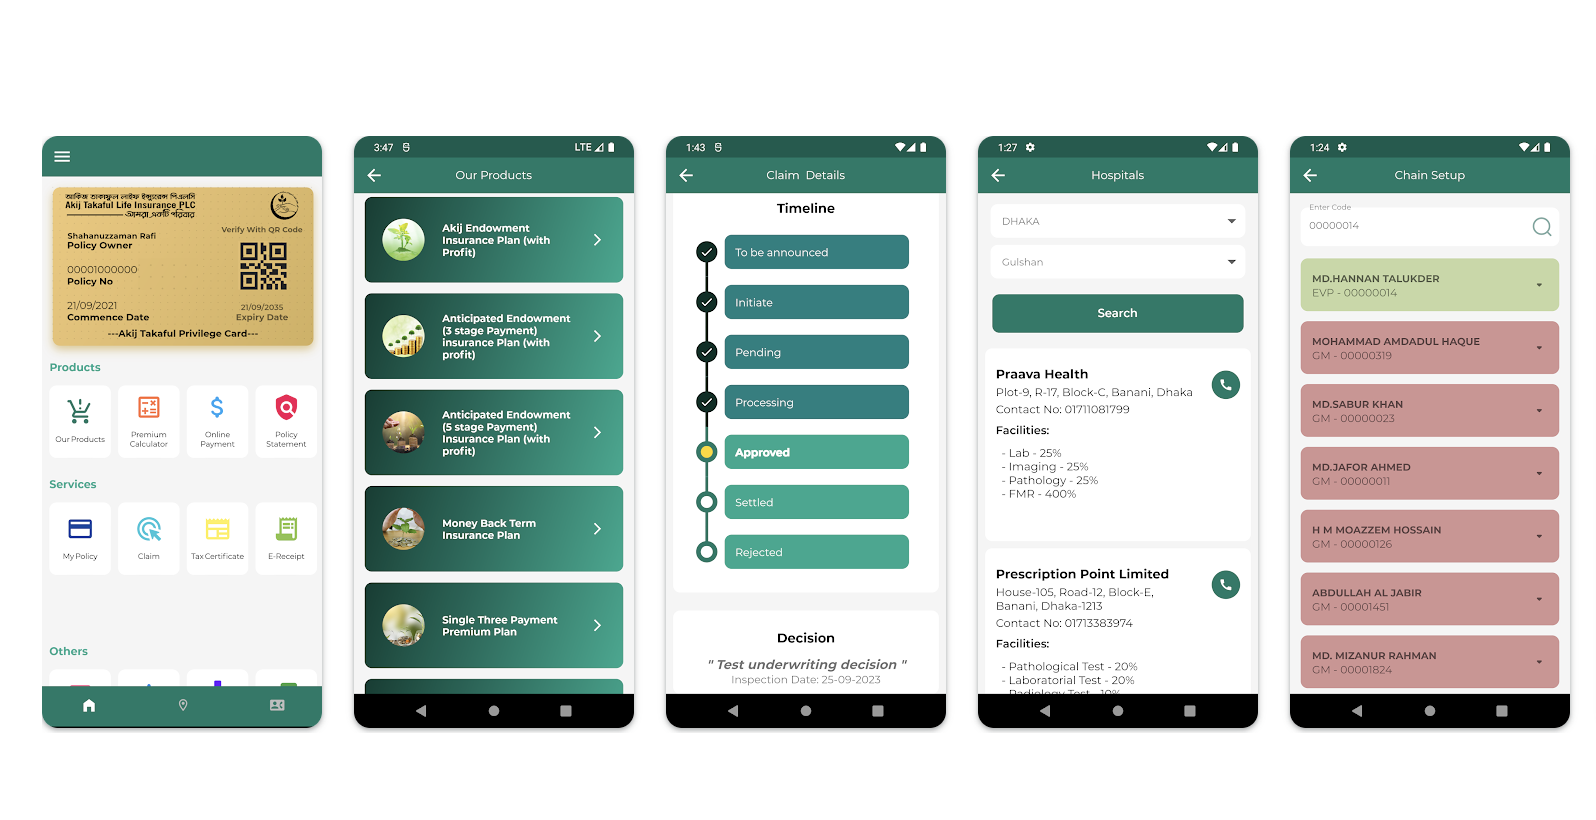 আকিজ তাকাফুল লাইফ ইন্স্যুরেন্স পিএলসি
Akij Takaful Life Insurance PLC
আমরা একটি পরিবার
Verify With QR Code
Shahanuzzaman Rafi
Policy Owner
00001000000
Policy No
21/09/2021
Commence Date
21/09/2035
Expiry Date
---Akij Takaful Privilege Card---
Products
Our Products
Premium
Calculator
Online
Payment
Policy
Statement
Services
My Policy
Claim
Tax Certificate
E-Receipt
Others
3:47
LTE
Our Products
Akij Endowment
Insurance Plan (with
Profit)
Anticipated Endowment
(3 stage Payment)
insurance Plan (with
profit)
Anticipated Endowment
(5 stage Payment)
Insurance Plan (with
profit)
Money Back Term
Insurance Plan
Single Three Payment
Premium Plan
1:43
Claim Details
Timeline
To be announced
Initiate
Pending
Processing
Approved
Settled
Rejected
Decision
" Test underwriting decision "
Inspection Date: 25-09-2023
1:27
Hospitals
DHAKA
Gulshan
Search
Praava Health
Plot-9, R-17, Block-C, Banani, Dhaka
Contact No: 01711081799
Facilities:
- Lab - 25%
- Imaging - 25%
- Pathology - 25%
- FMR - 400%
Prescription Point Limited
House-105, Road-12, Block-E,
Banani, Dhaka-1213
Contact No: 01713383974
Facilities:
- Pathological Test - 20%
- Laboratorial Test - 20%
- Radiology Test - 10%
1:24
Chain Setup
Enter Code
00000014
MD.HANNAN TALUKDER
EVP - 00000014
MOHAMMAD AMDADUL HAQUE
GM - 00000319
MD.SABUR KHAN
GM - 00000023
MD.JAFOR AHMED
GM - 00000011
H M MOAZZEM HOSSAIN
GM - 00000126
ABDULLAH AL JABIR
GM - 00001451
MD. MIZANUR RAHMAN
GM - 00001824